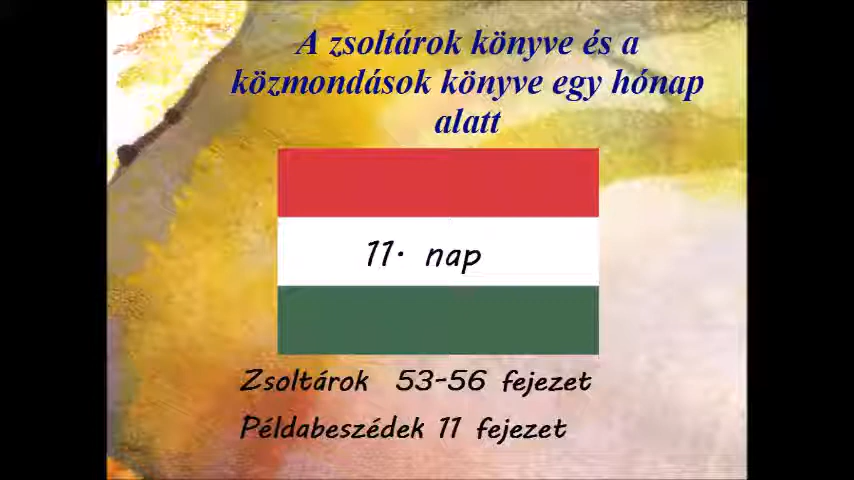 A zsoltárok könyve és a
közmondások könyve egy hónap
alatt
11. nap
Zsoltárok 53-56 fejezet
Példabeszédek 11 fejezet